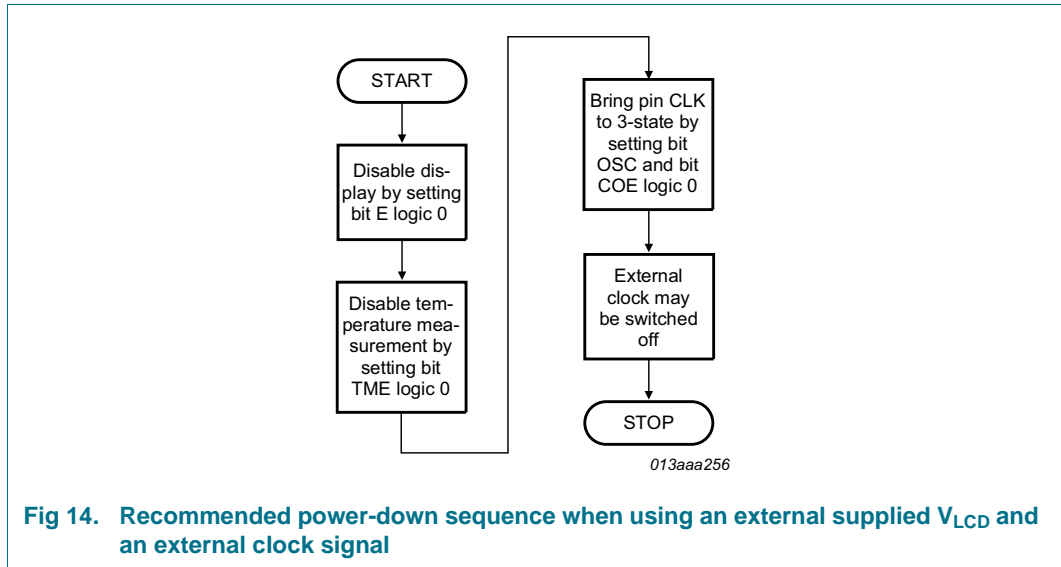 START
Disable dis-
play by setting
bit E logic 0
Disable tem-
perature mea-
surement by
setting bit
TME logic 0
Bring pin CLK
to 3-state by
setting bit
OSC and bit
COE logic 0
External
clock may
be switched
off
STOP
013aaa256
Fig 14. Recommended power-down sequence when using an external supplied VLCD and
an external clock signal